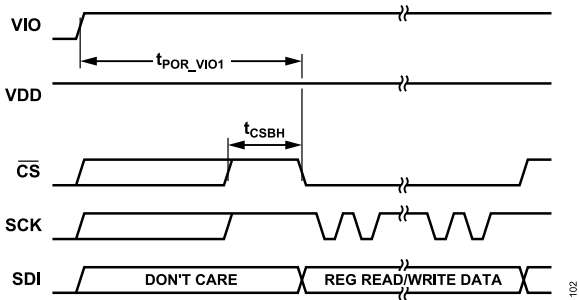 VIO
tPOR_VIO1
VDD
tCSBH
CS
SCK
SDI
DON'T CARE
REG READ/WRITE DATA
102